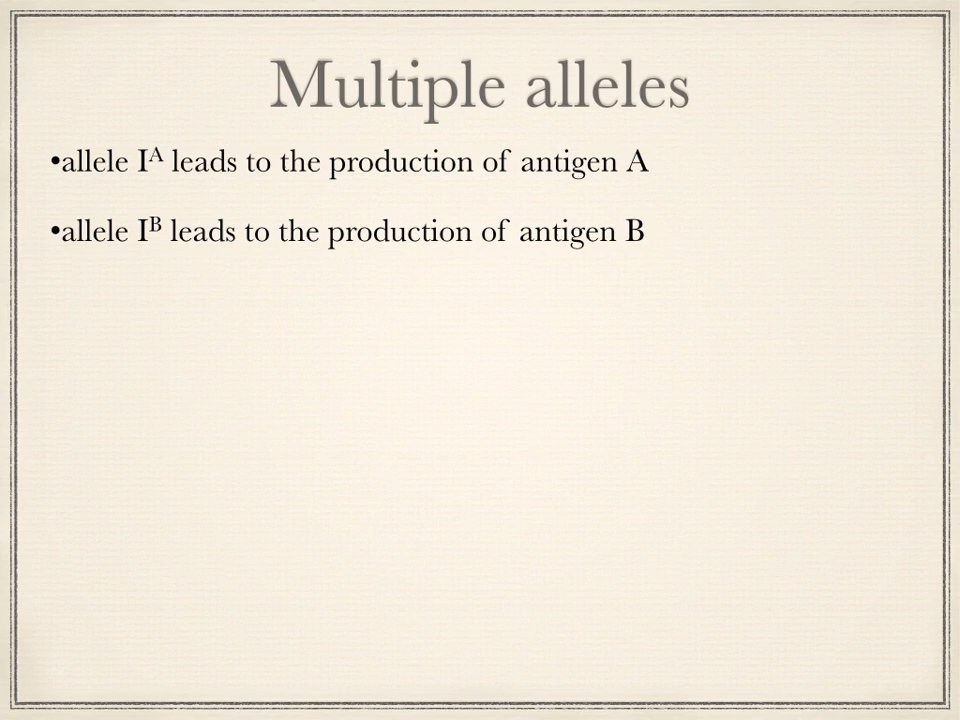 Multiple alleles
•allele Iᴬ leads to the production of antigen A
•allele Iᴮ leads to the production of antigen B